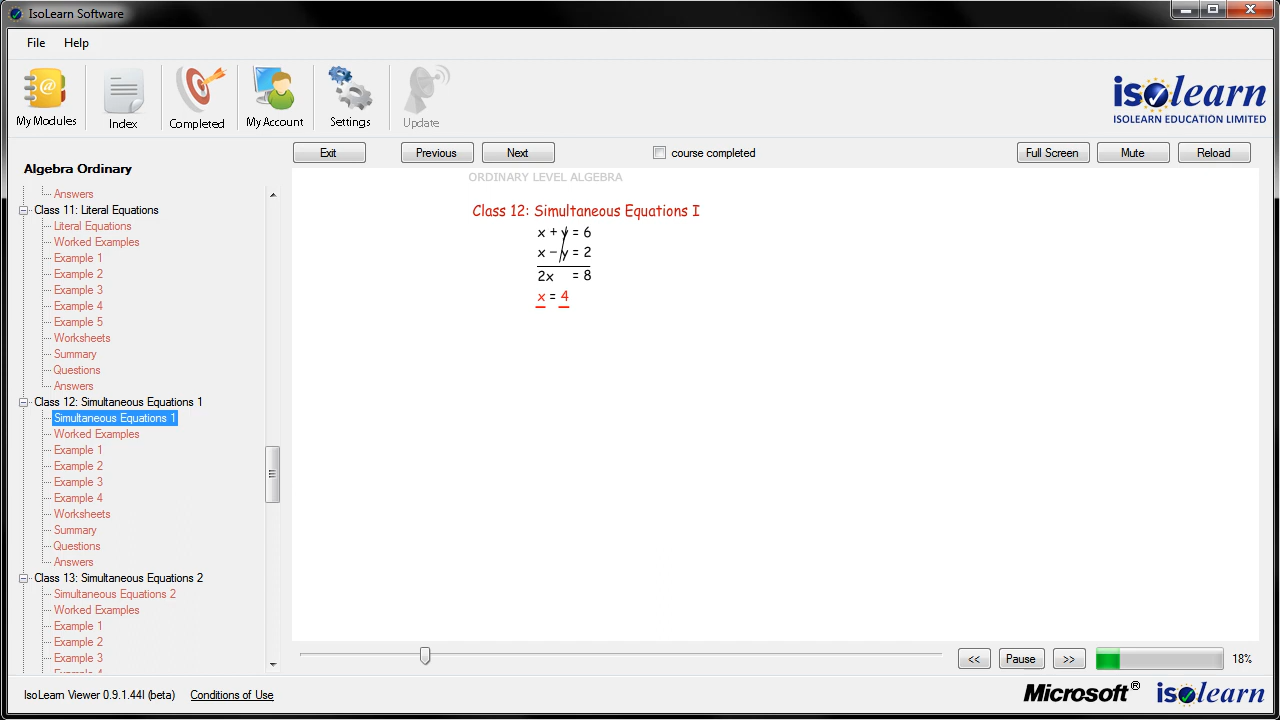 IsoLearn Software
File Help
My Modules Index Completed My Account Settings Update
isolearn
ISOLEARN EDUCATION LIMITED
Exit Previous Next course completed Full Screen Mute Reload
Algebra Ordinary
Answers
Class 11: Literal Equations
Literal Equations
Worked Examples
Example 1
Example 2
Example 3
Example 4
Example 5
Worksheets
Summary
Questions
Answers
Class 12: Simultaneous Equations 1
Simultaneous Equations 1
Worked Examples
Example 1
Example 2
Example 3
Example 4
Worksheets
Summary
Questions
Answers
Class 13: Simultaneous Equations 2
Simultaneous Equations 2
Worked Examples
Example 1
Example 2
Example 3
Example 4
ORDINARY LEVEL ALGEBRA
Class 12: Simultaneous Equations I
x + y = 6
x – y = 2
2x = 8
x = 4
<< Pause >> 18%
IsoLearn Viewer 0.9.1.44I (beta) Conditions of Use
Microsoft® isolearn